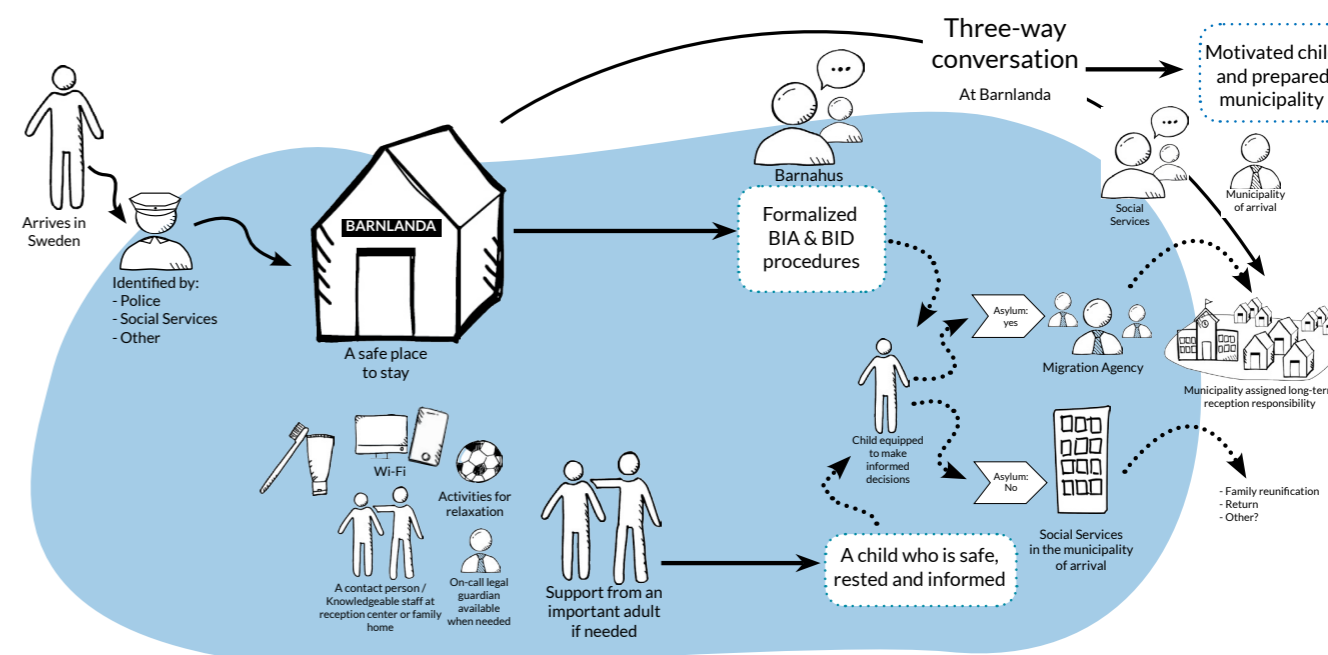 Three-way
conversation
At Barnlanda
Motivated chil
and prepared
municipality
Arrives in
Sweden
Identified by:
- Police
- Social Services
- Other
BARNLANDA
A safe place
to stay
Barnahus
Formalized
BIA & BID
procedures
Social
Services
Municipality
of arrival
Asylum:
yes
Migration Agency
Municipality assigned long-term
reception responsibility
Child equipped
to make
informed
decisions
Asylum:
No
Social Services
in the municipality
of arrival
- Family reunification
- Return
- Other?
Wi-Fi
Activities for
relaxation
A contact person /
Knowledgeable staff at
reception center or family
home
On-call legal
guardian
available
when needed
Support from an
important adult
if needed
A child who is safe,
rested and informed